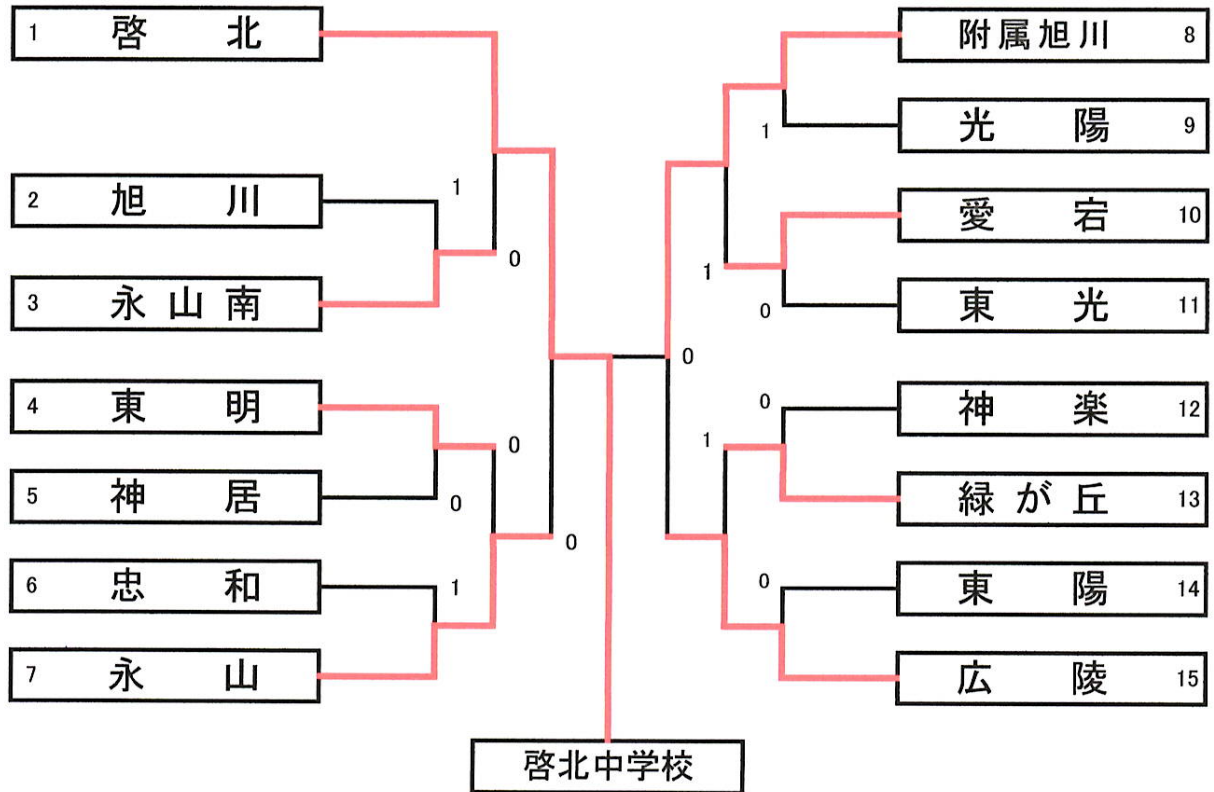 1 啓北
2 旭川
3 永山南
4 東明
5 神居
6 忠和
7 永山
1
0
0
0
1
0
附属旭川 8
光陽 9
愛宕 10
東光 11
神楽 12
緑が丘 13
東陽 14
広陵 15
1
1
0
0
0
1
0
啓北中学校